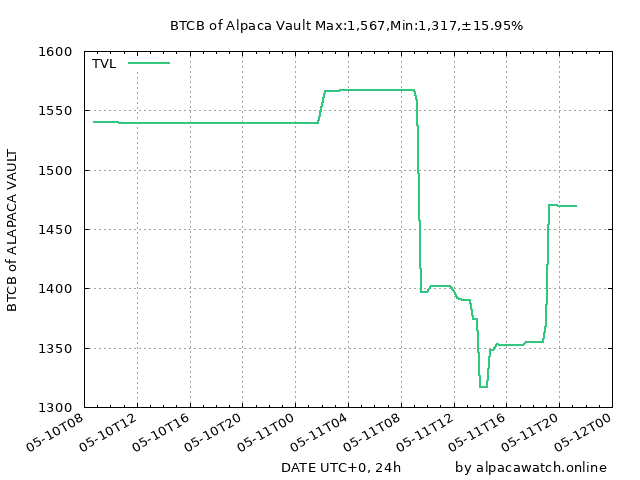 BTCB of Alpaca Vault Max:1,567,Min:1,317,±15.95%
TVL
1600
1550
1500
1450
1400
1350
1300
BTCB of ALAPACA VAULT
05-10T08
05-10T12
05-10T16
05-10T20
05-11T00
05-11T04
05-11T08
05-11T12
05-11T16
05-11T20
05-12T00
DATE UTC+0, 24h
by alpacawatch.online